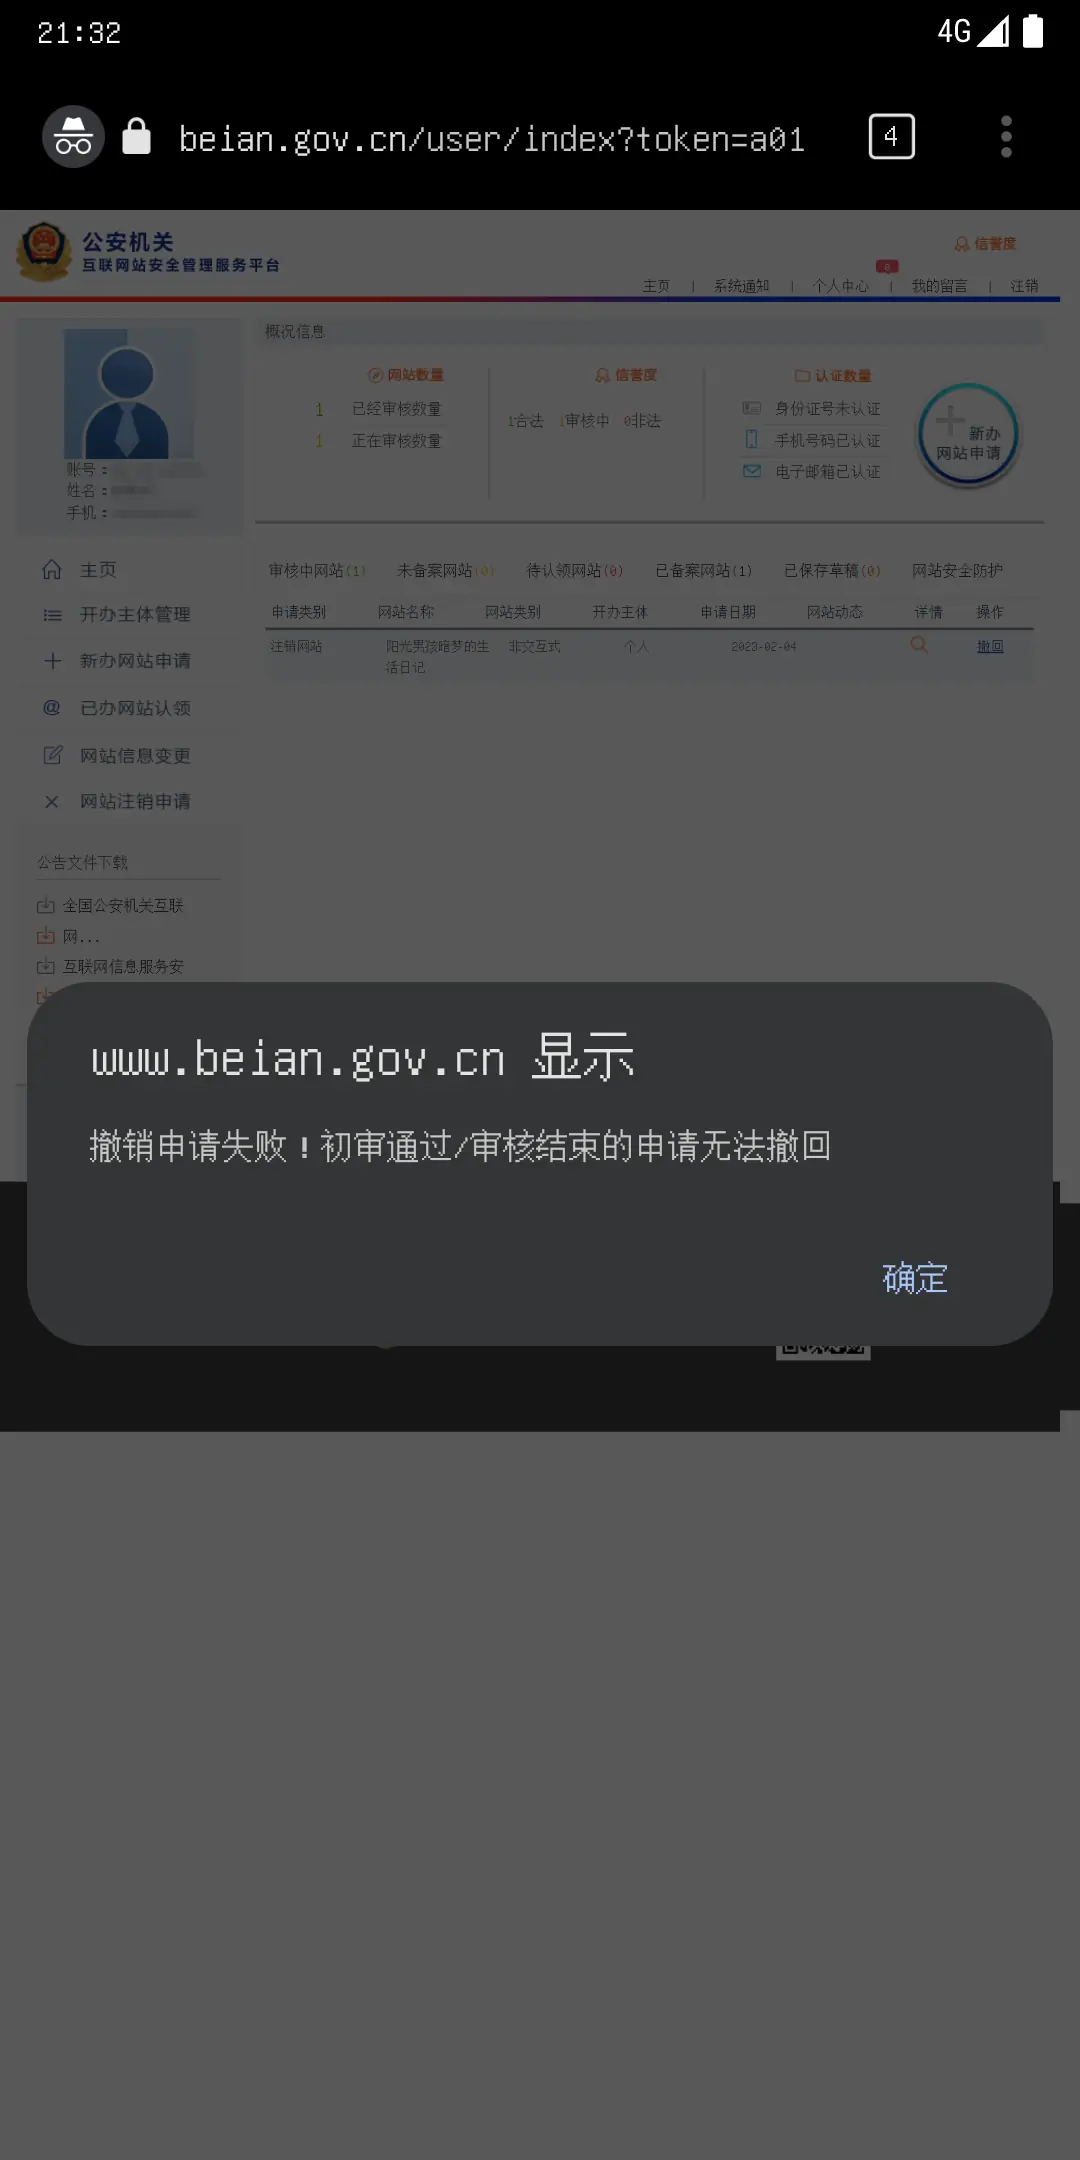 21:32
4G
beian.gov.cn/user/index?token=a01
4
公安机关
互联网站安全管理服务平台
信誉度
8
主页 | 系统通知 | 个人中心 | 我的留言 | 注销
概况信息
网站数量
1 已经审核数量
1 正在审核数量
信誉度
1合法 1审核中 0非法
认证数量
身份证号未认证
手机号码已认证
电子邮箱已认证
新办
网站申请
账号：
姓名：
手机：
主页
开办主体管理
新办网站申请
已办网站认领
网站信息变更
网站注销申请
审核中网站(1) 未备案网站(0) 待认领网站(0) 已备案网站(1) 已保存草稿(0) 网站安全防护
申请类别 网站名称 网站类别 开办主体 申请日期 网站动态 详情 操作
注销网站 阳光男孩暗梦的生活日记 非交互式 个人 2023-02-04 撤回
公告文件下载
全国公安机关互联
网...
互联网信息服务安
www.beian.gov.cn 显示
撤销申请失败！初审通过/审核结束的申请无法撤回
确定